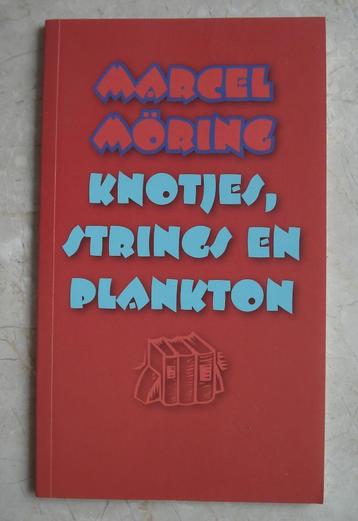 MARCEL
MÖRING
KNOTJES,
STRINGS EN
PLANKTON